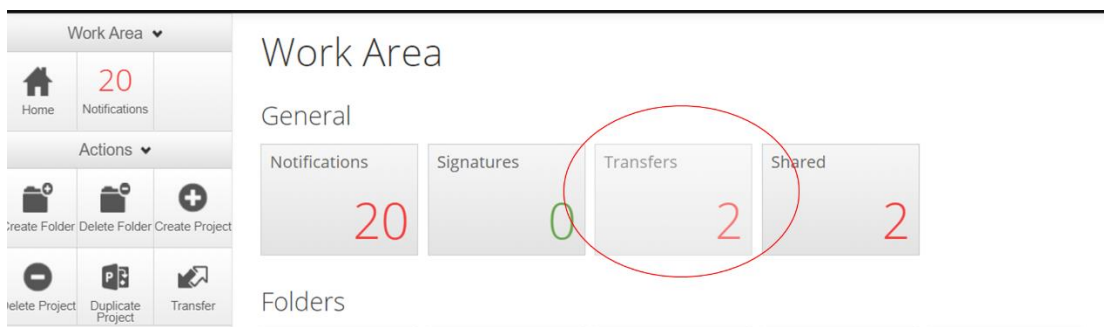 Work Area
Home
20
Notifications
Actions
Create Folder
Delete Folder
Create Project
Delete Project
Duplicate
Project
Transfer
Work Area
General
Notifications
20
Signatures
0
Transfers
2
Shared
2
Folders